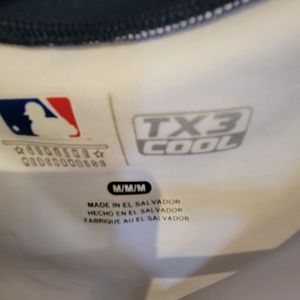 TX3
COOL
M/M/M
MADE IN EL SALVADOR
HECHO EN EL SALVADOR
FABRIQUE AU EL SALVADOR